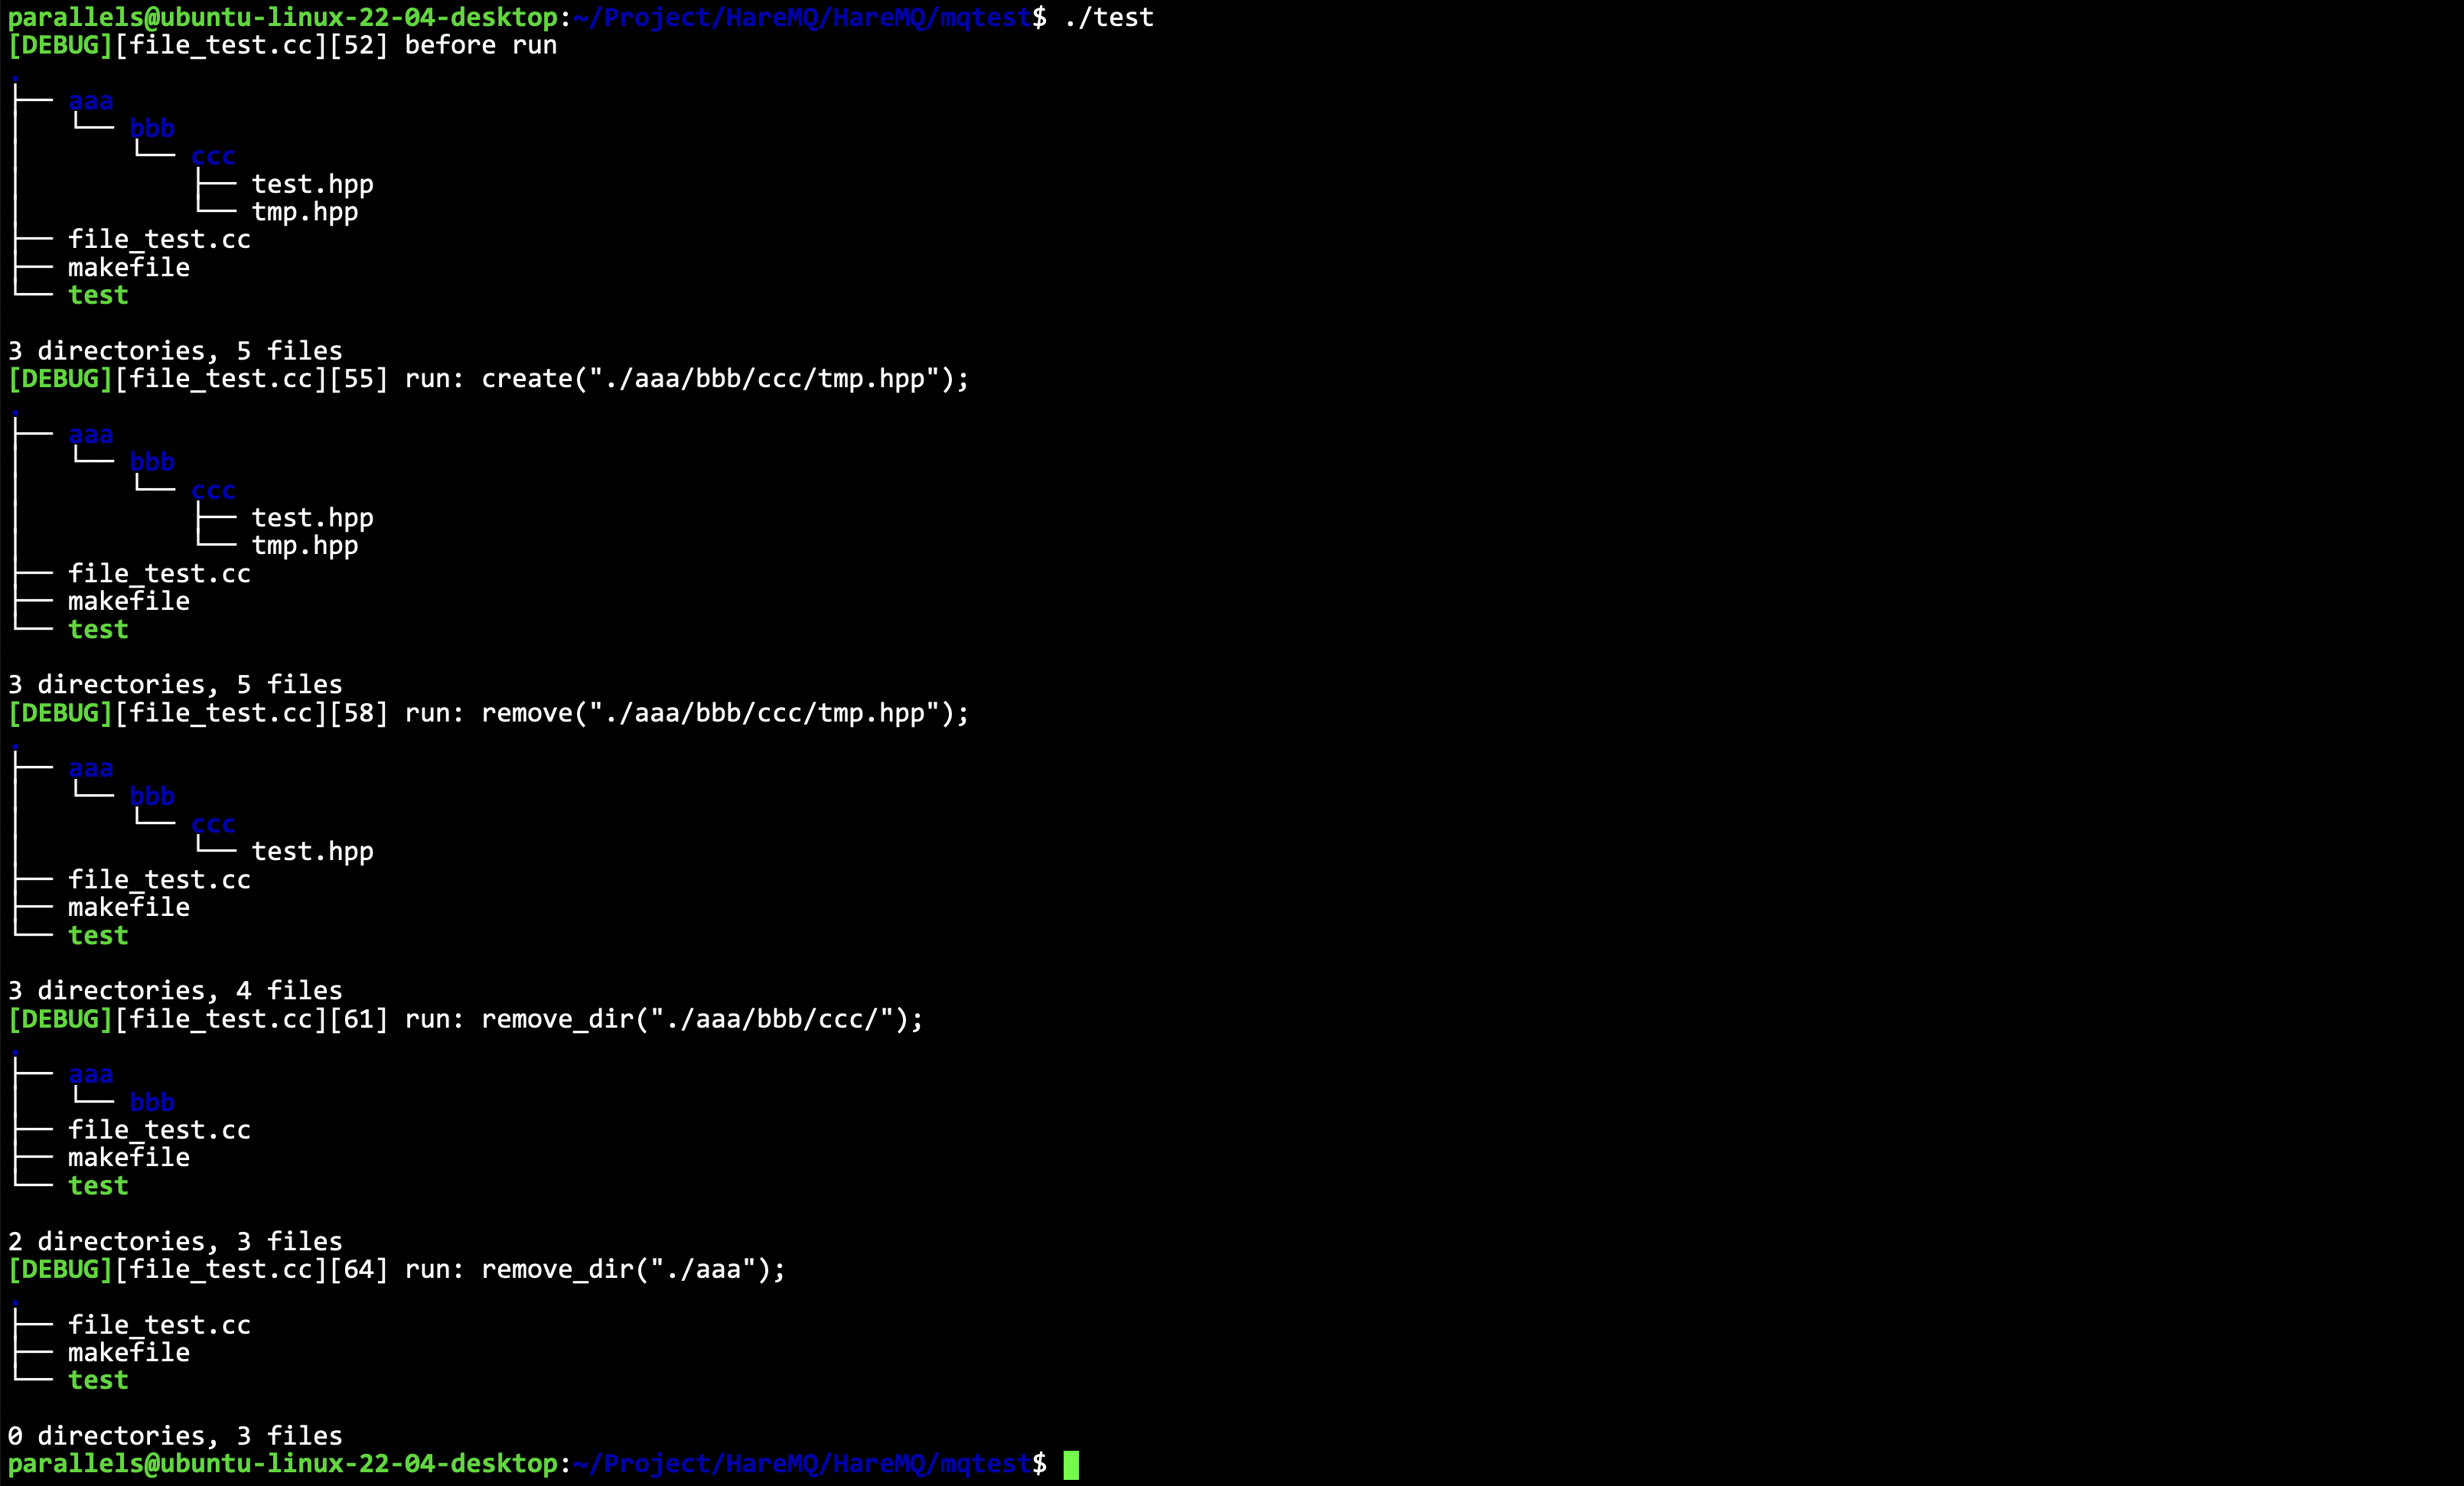 parallels@ubuntu-linux-22-04-desktop:~/Project/HareMQ/HareMQ/mqtest$ ./test
[DEBUG][file_test.cc][52] before run
.
├── aaa
│   └── bbb
│       └── ccc
│           ├── test.hpp
│           └── tmp.hpp
├── file_test.cc
├── makefile
└── test

3 directories, 5 files
[DEBUG][file_test.cc][55] run: create("./aaa/bbb/ccc/tmp.hpp");
.
├── aaa
│   └── bbb
│       └── ccc
│           ├── test.hpp
│           └── tmp.hpp
├── file_test.cc
├── makefile
└── test

3 directories, 5 files
[DEBUG][file_test.cc][58] run: remove("./aaa/bbb/ccc/tmp.hpp");
.
├── aaa
│   └── bbb
│       └── ccc
│           └── test.hpp
├── file_test.cc
├── makefile
└── test

3 directories, 4 files
[DEBUG][file_test.cc][61] run: remove_dir("./aaa/bbb/ccc/");
.
├── aaa
│   └── bbb
├── file_test.cc
├── makefile
└── test

2 directories, 3 files
[DEBUG][file_test.cc][64] run: remove_dir("./aaa");
.
├── file_test.cc
├── makefile
└── test

0 directories, 3 files
parallels@ubuntu-linux-22-04-desktop:~/Project/HareMQ/HareMQ/mqtest$